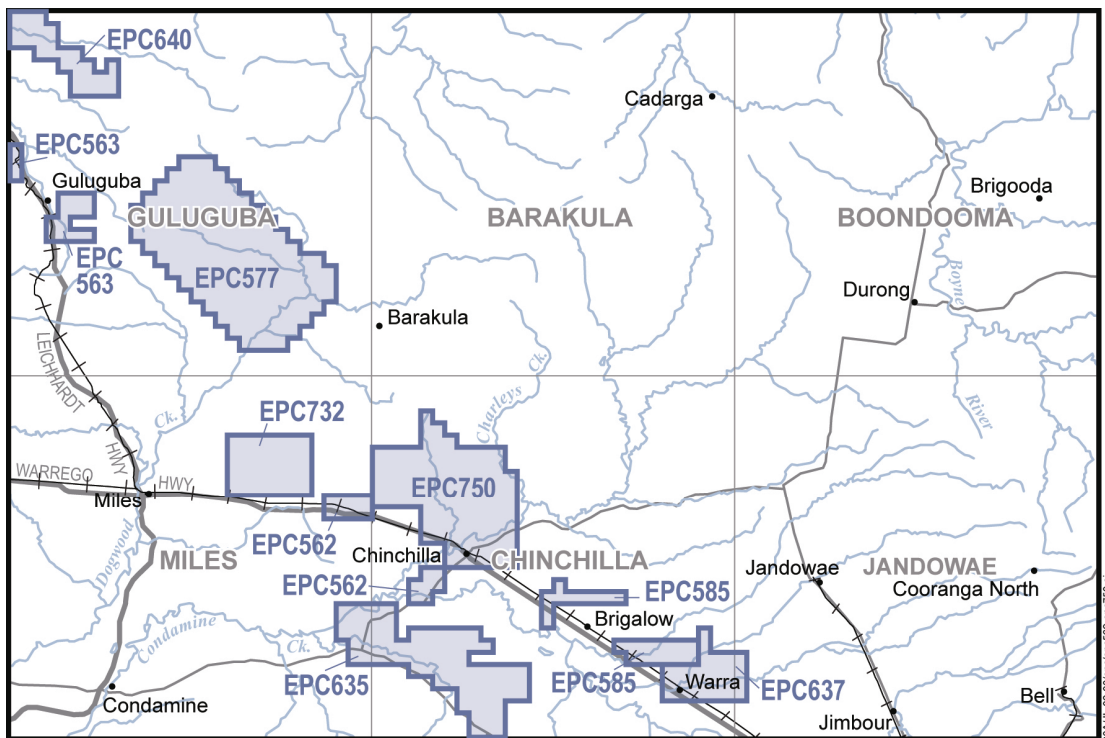 EPC640
Cadarga
EPC563
Guluguba
Brigooda
GULUGUBA
BARAKULA
BOONDOOMA
EPC
563
EPC577
Boyne
Durong
Barakula
LEICHHARDT
HWY
Charleys Ck.
River
Ck.
EPC732
WARREGO
HWY
EPC750
Miles
EPC562
Chinchilla
MILES
CHINCHILLA
Dogwood
Jandowae
JANDOWAE
Cooranga North
EPC562
EPC585
Brigalow
Condamine
Ck.
EPC635
EPC585
Warra
EPC637
Condamine
Jimbour
Bell